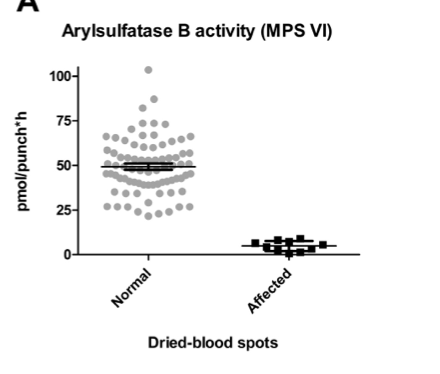 A
Arylsulfatase B activity (MPS VI)
100
75
50
25
0
pmol/punch*h
Normal
Affected
Dried-blood spots